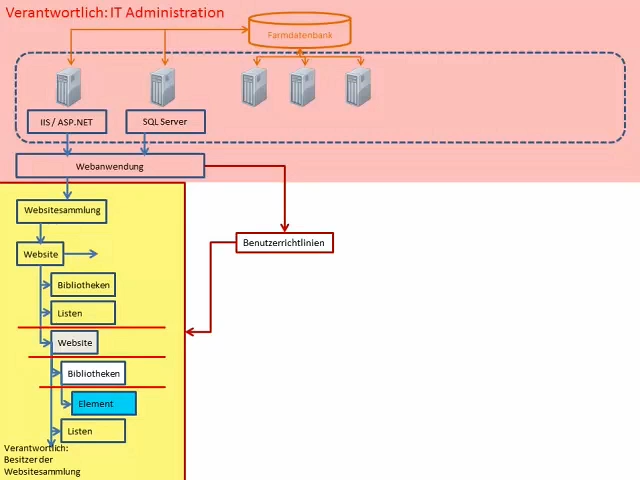 Verantwortlich: IT Administration
Farmdatenbank
IIS / ASP.NET
SQL Server
Webanwendung
Websitesammlung
Website
Benutzerrichtlinien
Bibliotheken
Listen
Website
Bibliotheken
Element
Listen
Verantwortlich:
Besitzer der
Websitesammlung